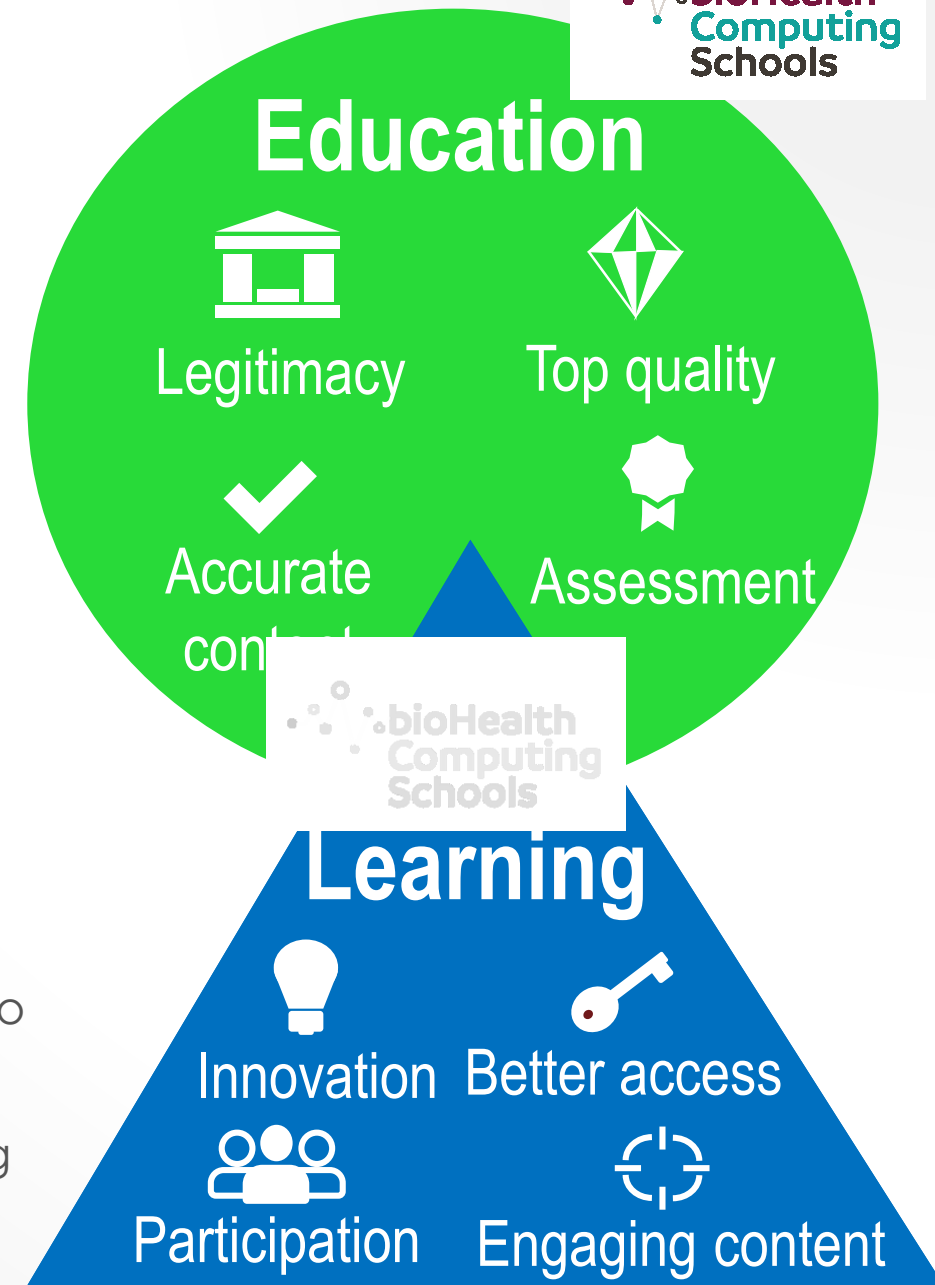 Computing
Schools
Education
Legitimacy
Top quality
Accurate
Assessment
bioHealth
Computing
Schools
Learning
Innovation
Better access
Participation
Engaging content